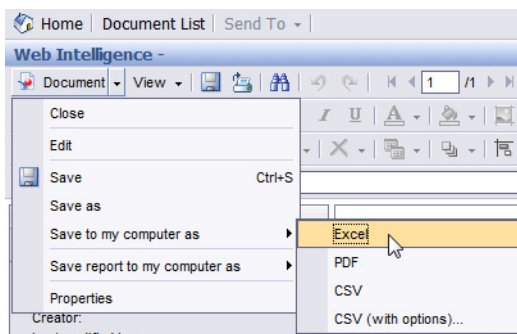 Home Document List Send To
Web Intelligence -
Document View 1 /1
Close
I U A
Edit
Save Ctrl+S
Save as
Save to my computer as
Excel
Save report to my computer as
PDF
CSV
Properties
Creator:
CSV (with options)...